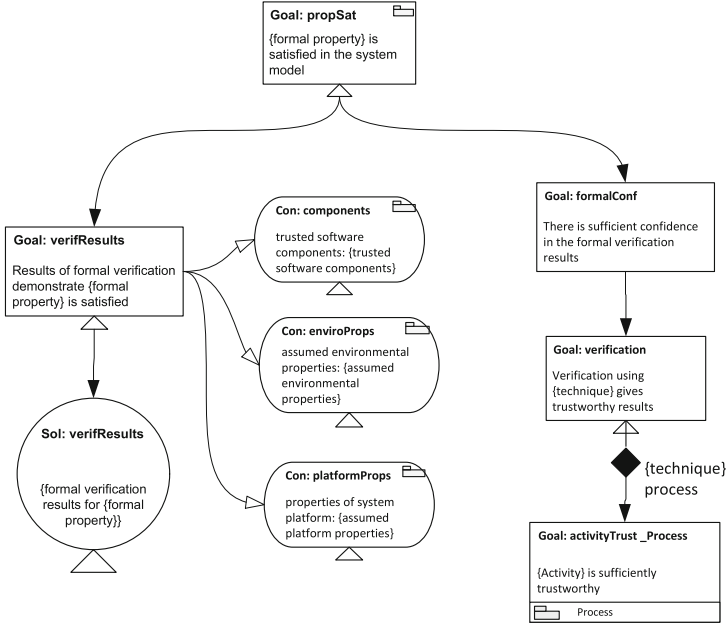 Goal: propSat
{formal property} is
satisfied in the system
model
Goal: verifResults
Results of formal verification
demonstrate {formal
property} is satisfied
Sol: verifResults
{formal verification
results for {formal
property}}
Con: components
trusted software
components: {trusted
software components}
Con: enviroProps
assumed environmental
properties: {assumed
environmental
properties}
Con: platformProps
properties of system
platform: {assumed
platform properties}
Goal: formalConf
There is sufficient confidence
in the formal verification
results
Goal: verification
Verification using
{technique} gives
trustworthy results
{technique}
process
Goal: activityTrust _Process
{Activity} is sufficiently
trustworthy
Process